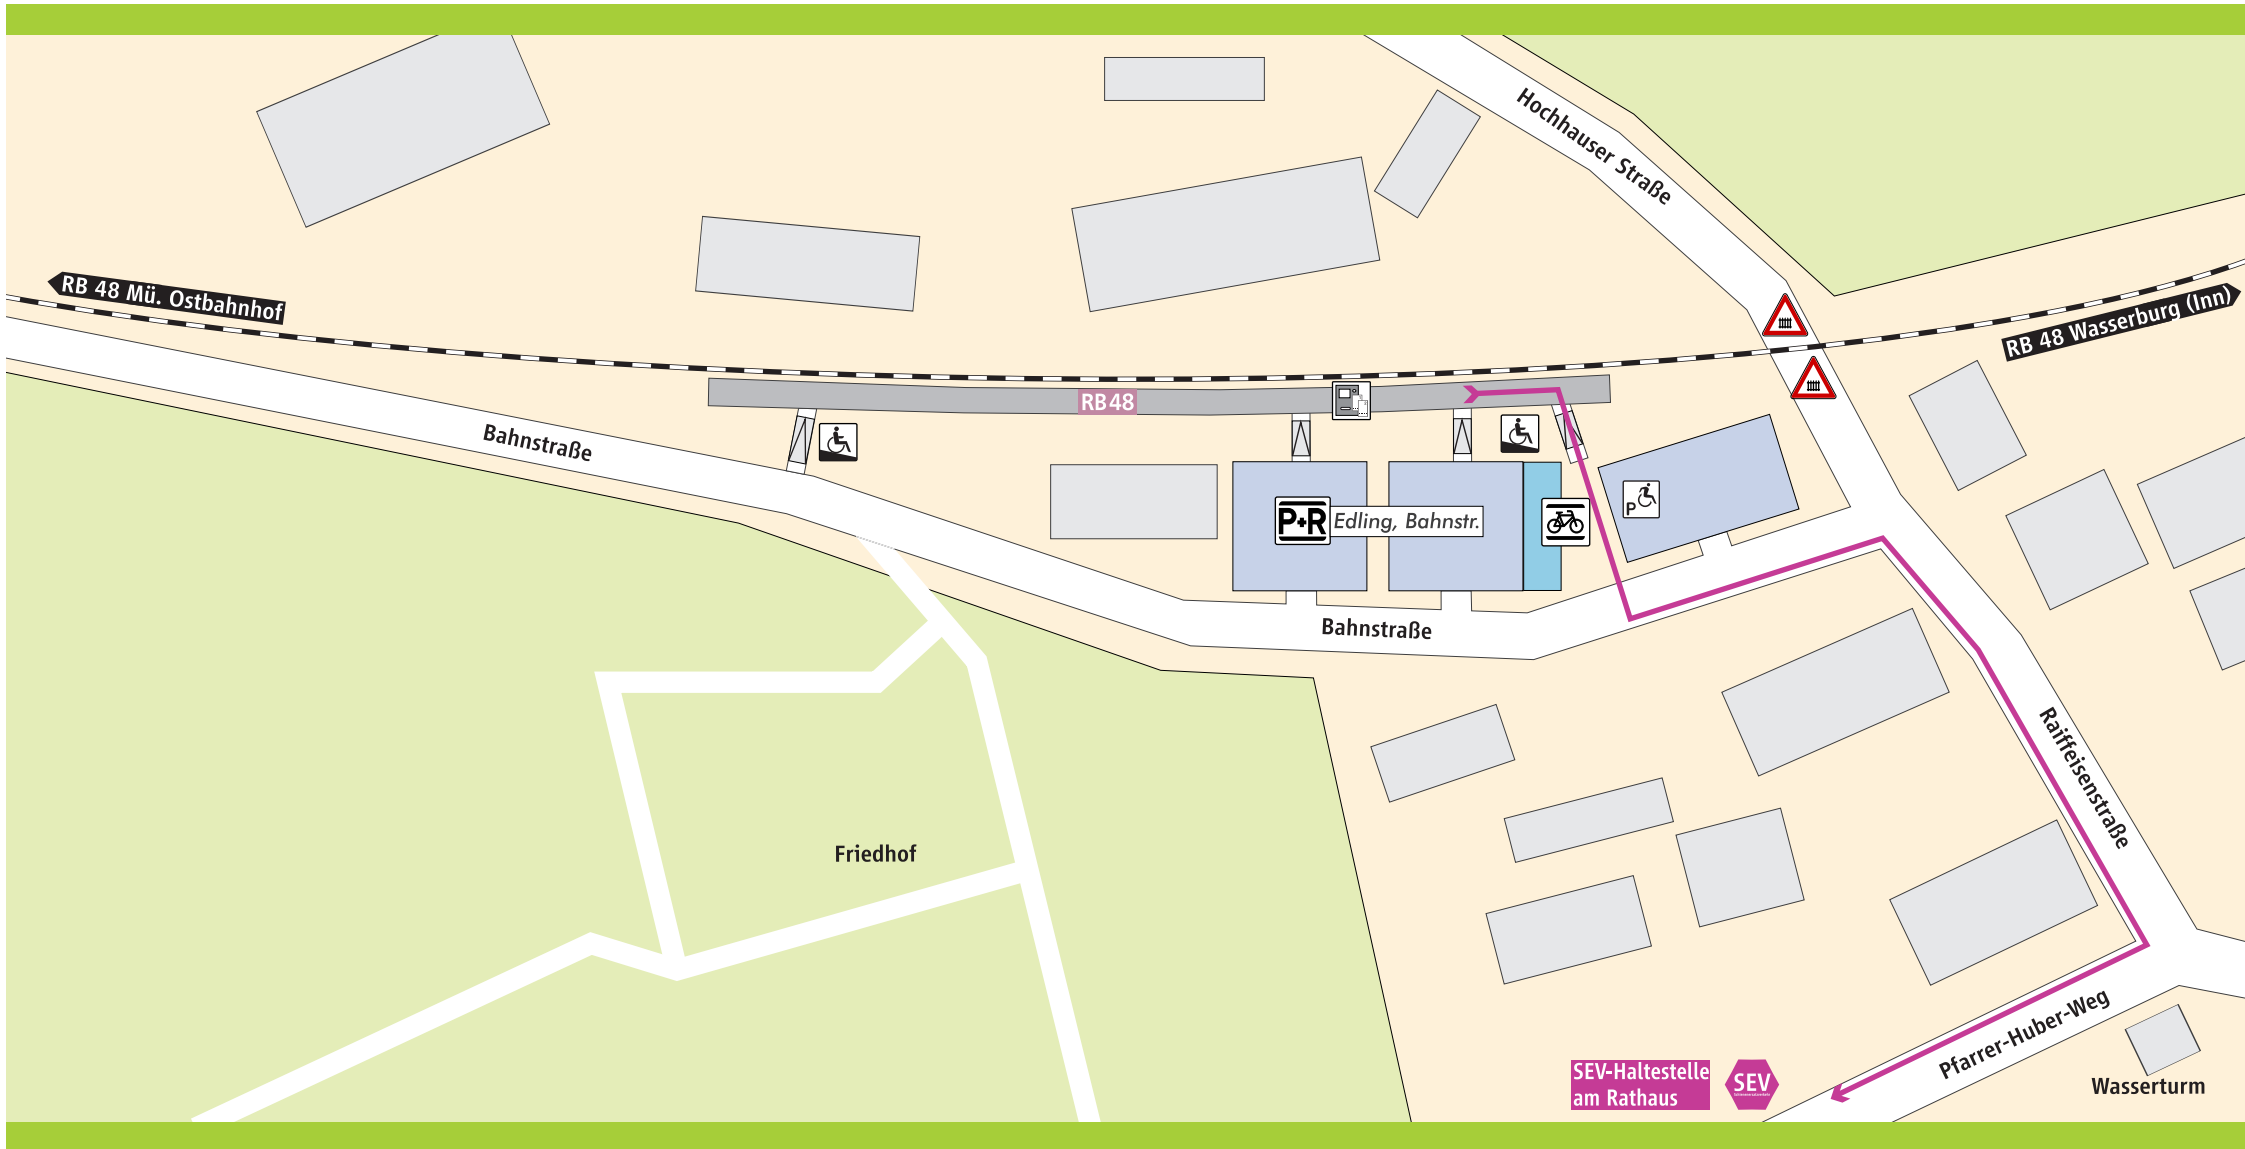 Hochhauser Straße
RB 48 Mü. Ostbahnhof
RB 48 Wasserburg (Inn)
RB48
Bahnstraße
P
P+R
Edling, Bahnstr.
Bahnstraße
Raiffeisenstraße
Friedhof
Pfarrer-Huber-Weg
SEV-Haltestelle
am Rathaus
SEV
Wasserturm